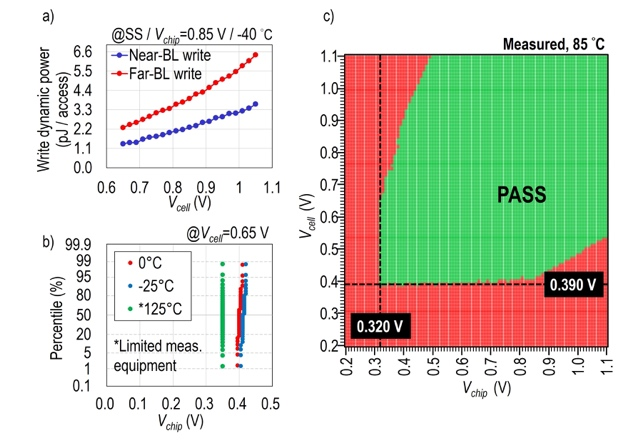 a)
@SS / Vchip=0.85 V / -40 °C
Write dynamic power
(pJ / access)
6.6
5.5
4.4
3.3
2.2
1.1
0.0
Near-BL write
Far-BL write
0.6 0.7 0.8 0.9 1 1.1
Vcell (V)
b)
@Vcell=0.65 V
Percentile (%)
99.9
99
95
80
50
20
5
1
0.1
0°C
-25°C
*125°C
*Limited meas.
equipment
0.0 0.1 0.2 0.3 0.4 0.5
Vchip (V)
c)
Measured, 85 °C
Vcell (V)
1.1
1.0
0.9
0.8
0.7
0.6
0.5
0.4
0.3
0.2
PASS
0.390 V
0.320 V
0.2 0.3 0.4 0.5 0.6 0.7 0.8 0.9 1.0 1.1
Vchip (V)